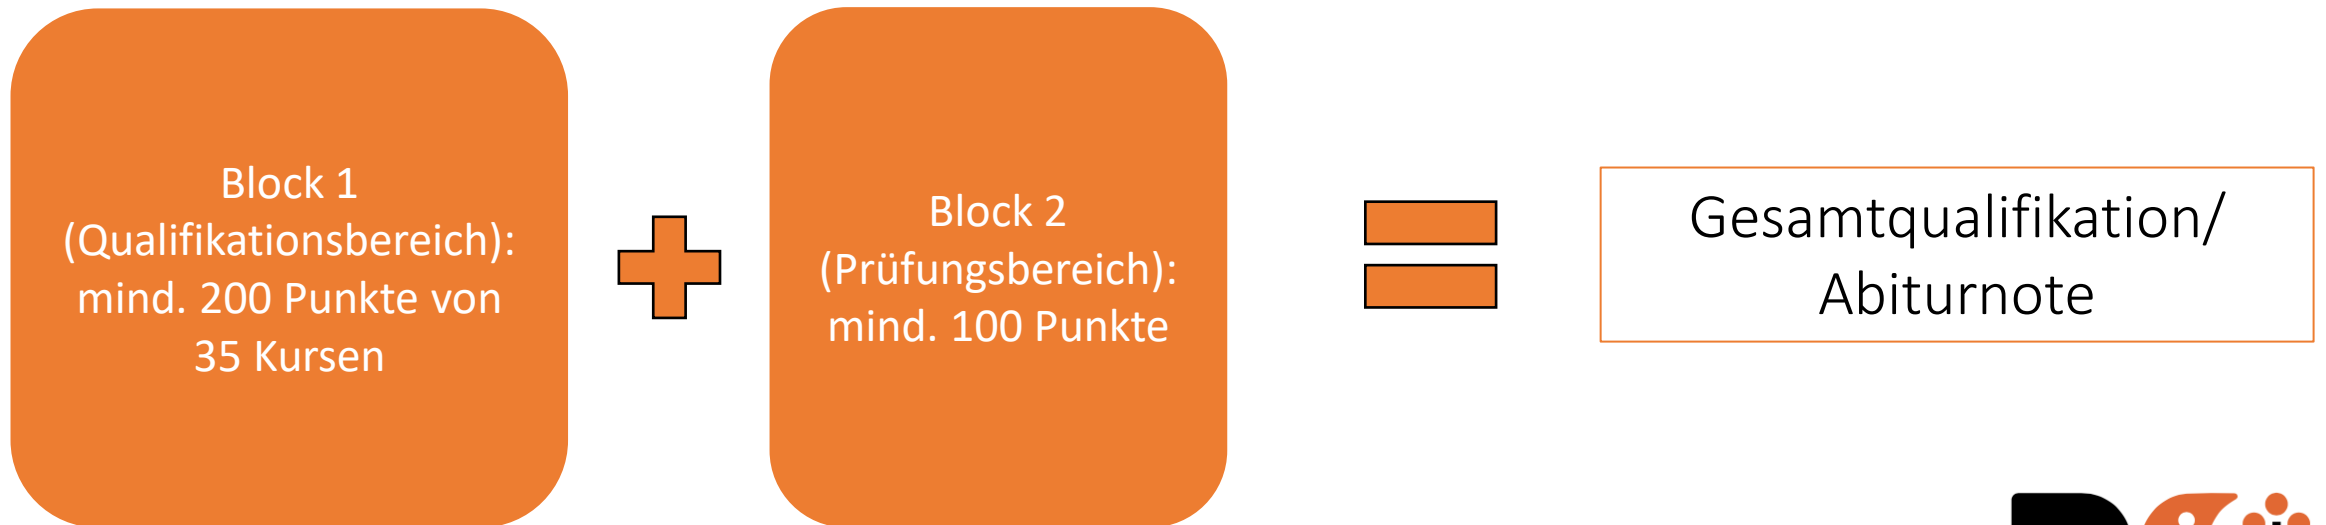 Block 1
(Qualifikationsbereich):
mind. 200 Punkte von
35 Kursen
Block 2
(Prüfungsbereich):
mind. 100 Punkte
Gesamtqualifikation/
Abiturnote